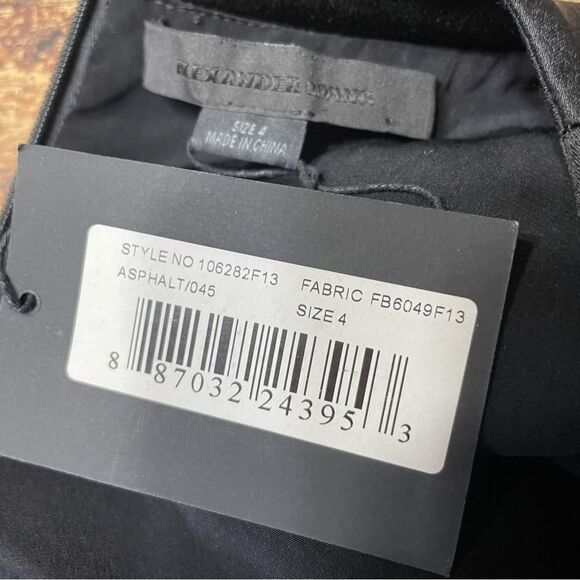 ALEXANDER WANG
SIZE 4
MADE IN CHINA
STYLE NO 106282F13 FABRIC FB6049F13
ASPHALT/045 SIZE 4
8 87032 24395 3